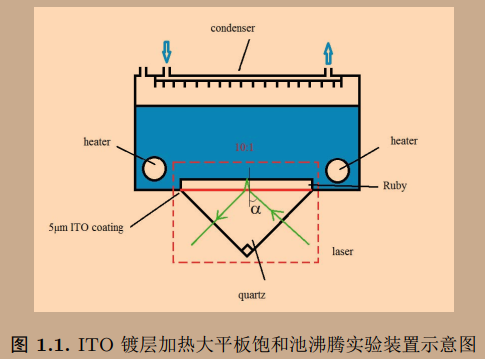 condenser
heater
10:1
heater
Ruby
α
5μm ITO coating
laser
quartz
图 1.1. ITO 镀层加热大平板饱和池沸腾实验装置示意图